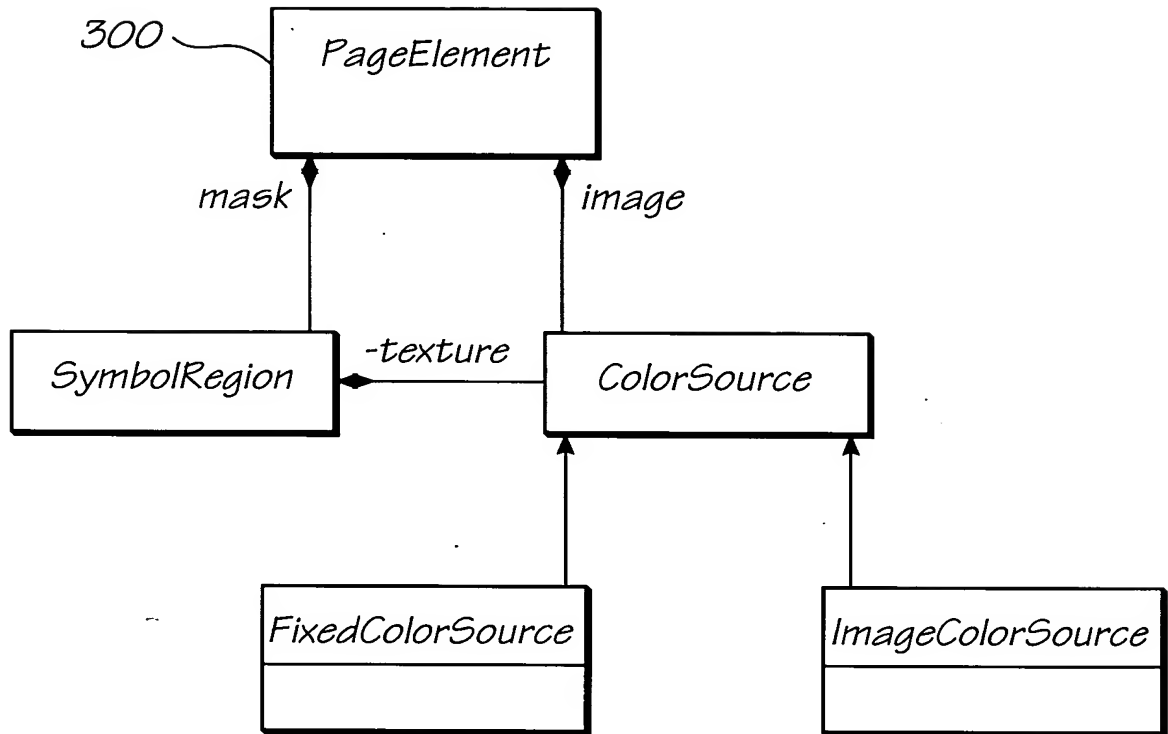 300
PageElement
mask
image
SymbolRegion
-texture
ColorSource
FixedColorSource
ImageColorSource